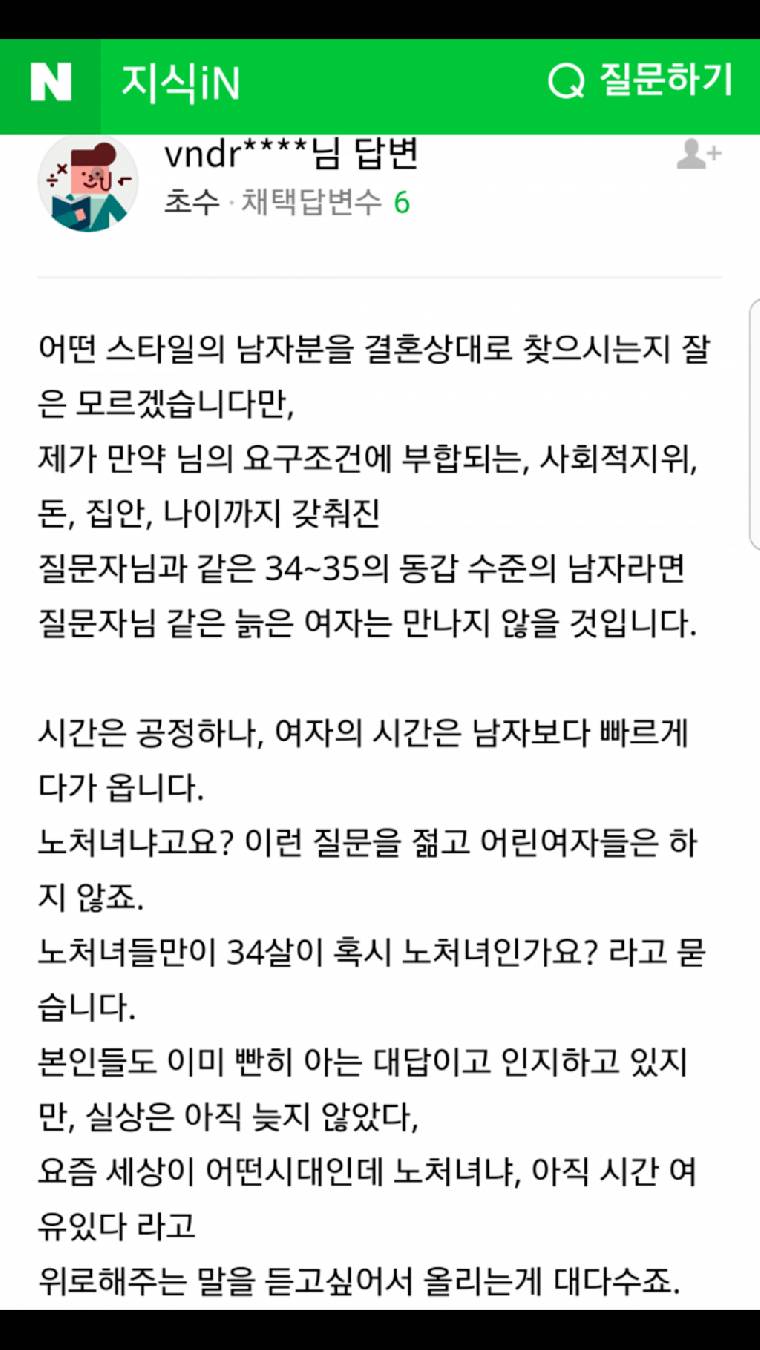 N 지식iN 질문하기
vndr****님 답변
초수 · 채택답변수 6
어떤 스타일의 남자분을 결혼상대로 찾으시는지 잘
은 모르겠습니다만,
제가 만약 님의 요구조건에 부합되는, 사회적지위,
돈, 집안, 나이까지 갖춰진
질문자님과 같은 34~35의 동갑 수준의 남자라면
질문자님 같은 늙은 여자는 만나지 않을 것입니다.
시간은 공정하나, 여자의 시간은 남자보다 빠르게
다가 옵니다.
노처녀냐고요? 이런 질문을 젊고 어린여자들은 하
지 않죠.
노처녀들만이 34살이 혹시 노처녀인가요? 라고 묻
습니다.
본인들도 이미 빤히 아는 대답이고 인지하고 있지
만, 실상은 아직 늦지 않았다,
요즘 세상이 어떤시대인데 노처녀냐, 아직 시간 여
유있다 라고
위로해주는 말을 듣고싶어서 올리는게 대다수죠.